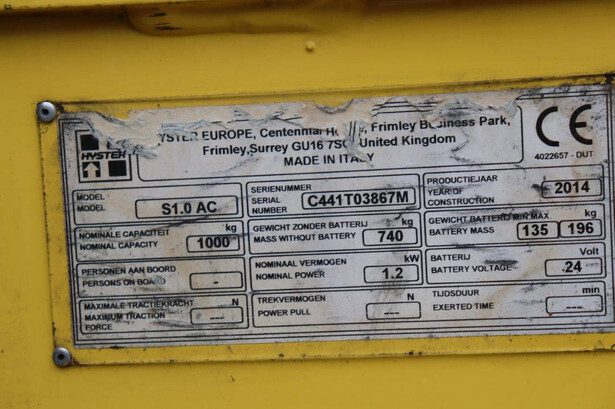 HYSTER
YSTER EUROPE, Centennial Frimley Business Park,
Frimley, Surrey GU16 7SG, United Kingdom
MADE IN ITALY
CE
4022657 - DUT
MODEL
MODEL
S1.0 AC
SERIENUMMER
SERIAL
NUMBER
C441T03867M
PRODUCTIEJAAR
YEAR OF
CONSTRUCTION
2014
NOMINALE CAPACITEIT kg
NOMINAL CAPACITY 1000
GEWICHT ZONDER BATTERIJ kg
MASS WITHOUT BATTERY 740
GEWICHT BATTERIJ MIN.MAX kg
BATTERY MASS 135 196
PERSONEN AAN BOORD
PERSONS ON BOARD -
NOMINAAL VERMOGEN kW
NOMINAL POWER 1.2
BATTERIJ Volt
BATTERY VOLTAGE 24
MAXIMALE TRACTIEKRACHT N
MAXIMUM TRACTION ---
FORCE
TREKVERMOGEN N
POWER PULL ---
TIJDSDUUR min
EXERTED TIME ---